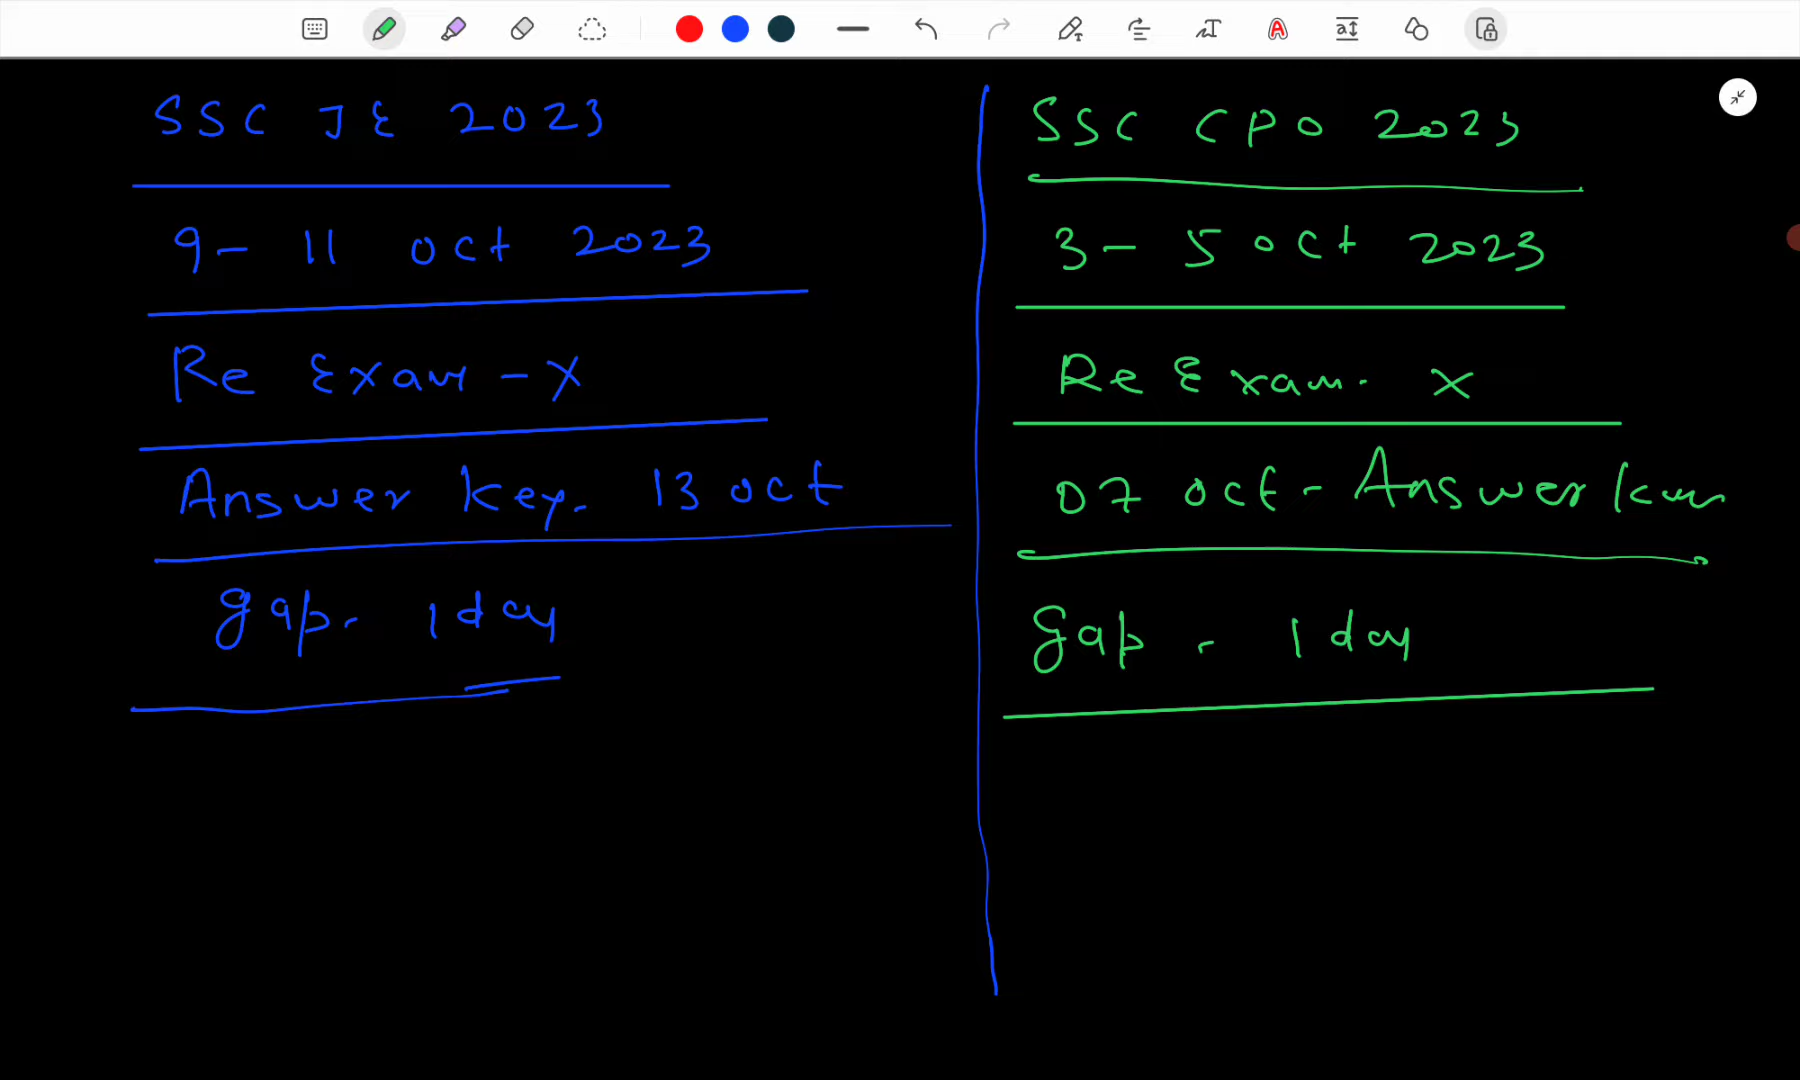 SSC JE 2023
9- 11 oct 2023
Re Exam - X
Answer key. 13 oct
gap. 1 day
SSC CPO 2023
3- 5 oct 2023
Re Exam. X
07 oct - Answer
gap - 1 day